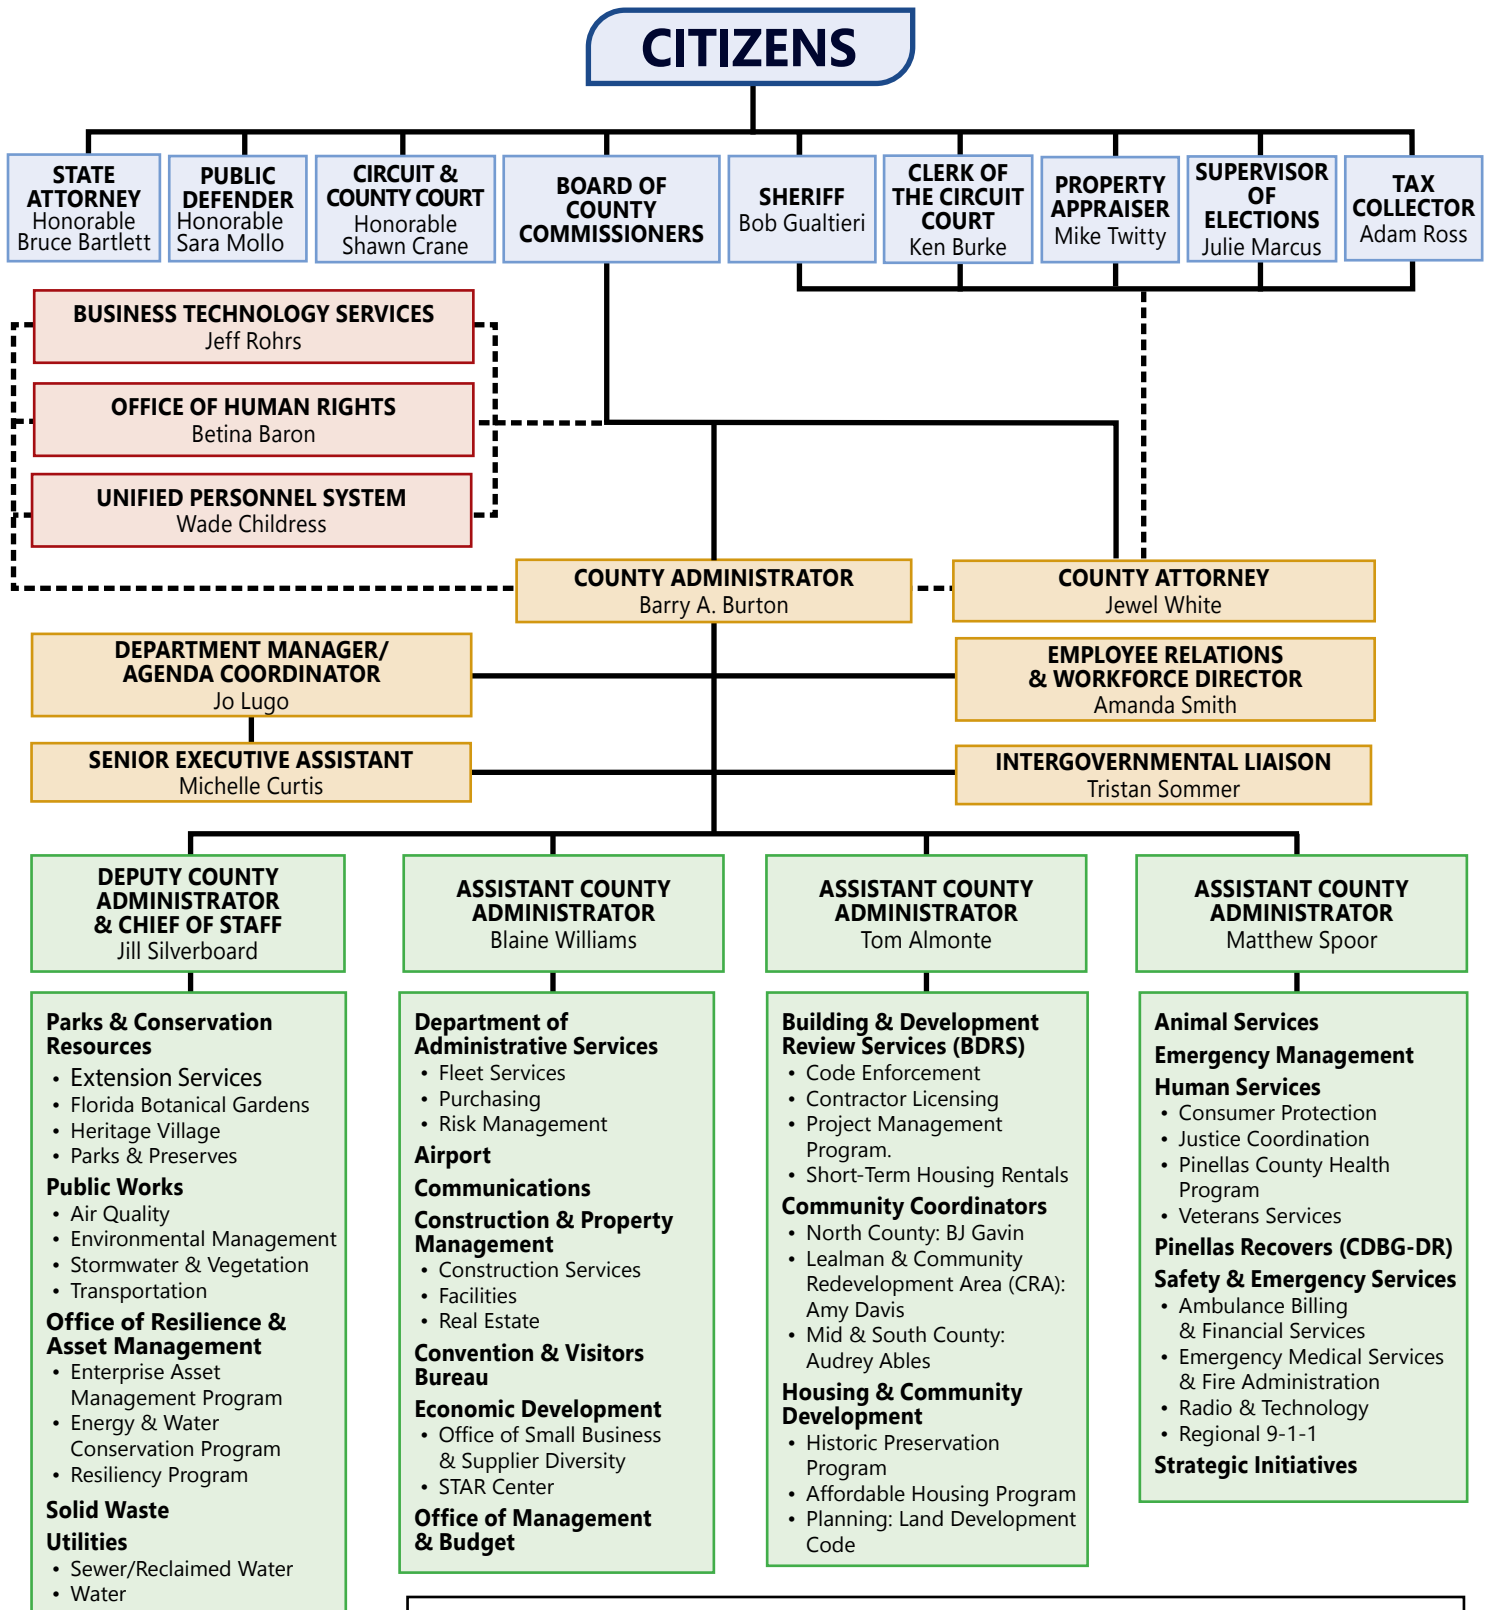 CITIZENS
STATE
ATTORNEY
Honorable
Bruce Bartlett
PUBLIC
DEFENDER
Honorable
Sara Mollo
CIRCUIT &
COUNTY COURT
Honorable
Shawn Crane
BOARD OF
COUNTY
COMMISSIONERS
SHERIFF
Bob Gualtieri
CLERK OF
THE CIRCUIT
COURT
Ken Burke
PROPERTY
APPRAISER
Mike Twitty
SUPERVISOR
OF
ELECTIONS
Julie Marcus
TAX
COLLECTOR
Adam Ross
BUSINESS TECHNOLOGY SERVICES
Jeff Rohrs
OFFICE OF HUMAN RIGHTS
Betina Baron
UNIFIED PERSONNEL SYSTEM
Wade Childress
COUNTY ADMINISTRATOR
Barry A. Burton
COUNTY ATTORNEY
Jewel White
DEPARTMENT MANAGER/
AGENDA COORDINATOR
Jo Lugo
EMPLOYEE RELATIONS
& WORKFORCE DIRECTOR
Amanda Smith
SENIOR EXECUTIVE ASSISTANT
Michelle Curtis
INTERGOVERNMENTAL LIAISON
Tristan Sommer
DEPUTY COUNTY
ADMINISTRATOR
& CHIEF OF STAFF
Jill Silverboard
ASSISTANT COUNTY
ADMINISTRATOR
Blaine Williams
ASSISTANT COUNTY
ADMINISTRATOR
Tom Almonte
ASSISTANT COUNTY
ADMINISTRATOR
Matthew Spoor
Parks & Conservation
Resources
• Extension Services
• Florida Botanical Gardens
• Heritage Village
• Parks & Preserves
Public Works
• Air Quality
• Environmental Management
• Stormwater & Vegetation
• Transportation
Office of Resilience &
Asset Management
• Enterprise Asset
Management Program
• Energy & Water
Conservation Program
• Resiliency Program
Solid Waste
Utilities
• Sewer/Reclaimed Water
• Water
Department of
Administrative Services
• Fleet Services
• Purchasing
• Risk Management
Airport
Communications
Construction & Property
Management
• Construction Services
• Facilities
• Real Estate
Convention & Visitors
Bureau
Economic Development
• Office of Small Business
& Supplier Diversity
• STAR Center
Office of Management
& Budget
Building & Development
Review Services (BDRS)
• Code Enforcement
• Contractor Licensing
• Project Management
Program.
• Short-Term Housing Rentals
Community Coordinators
• North County: BJ Gavin
• Lealman & Community
Redevelopment Area (CRA):
Amy Davis
• Mid & South County:
Audrey Ables
Housing & Community
Development
• Historic Preservation
Program
• Affordable Housing Program
• Planning: Land Development
Code
Animal Services
Emergency Management
Human Services
• Consumer Protection
• Justice Coordination
• Pinellas County Health
Program
• Veterans Services
Pinellas Recovers (CDBG-DR)
Safety & Emergency Services
• Ambulance Billing
& Financial Services
• Emergency Medical Services
& Fire Administration
• Radio & Technology
• Regional 9-1-1
Strategic Initiatives